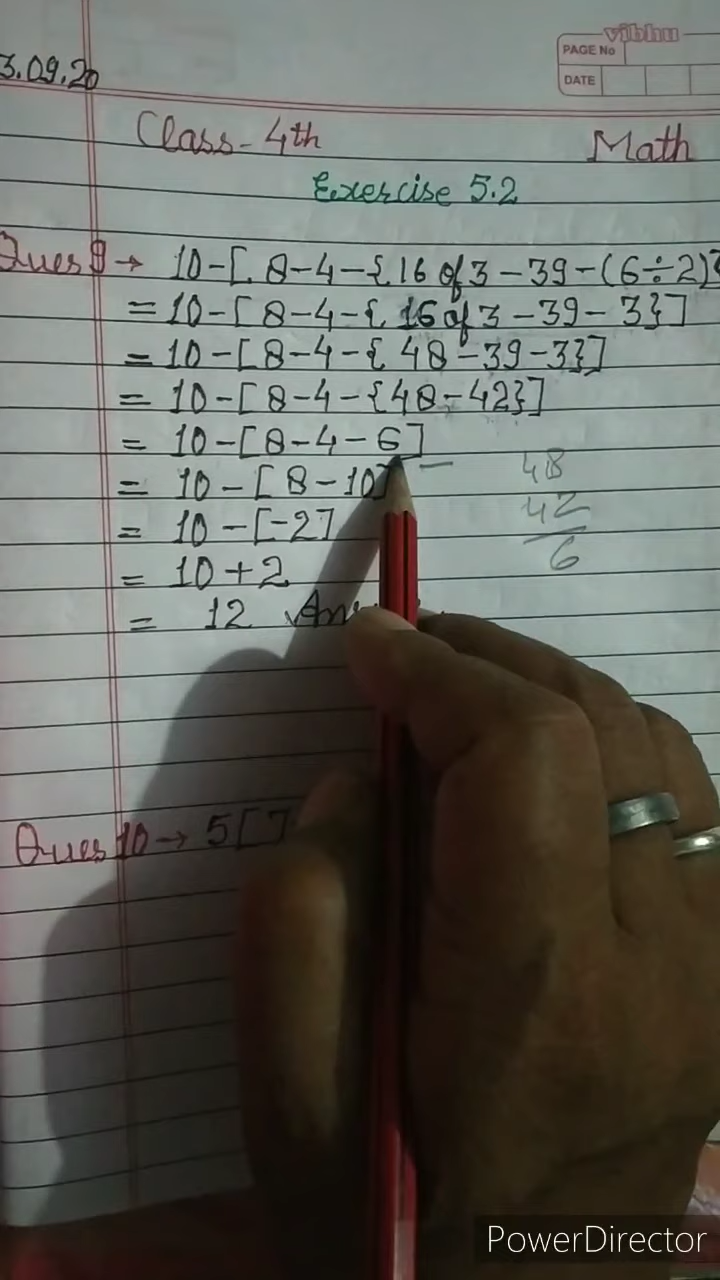 vibhu
PAGE No
DATE
3.09.20
Class-4th Math
Exercise 5.2
Ques 9 → 10-[8-4-{16 of 3-39-(6÷2)}
= 10-[8-4-{16 of 3-39-3}]
= 10-[8-4-{48-39-3}]
= 10-[8-4-{48-42}]
= 10-[8-4-6]
= 10-[8-10]
= 10-[-2]
= 10+2
= 12
48
42
6
Ques 10 → 5[7
PowerDirector